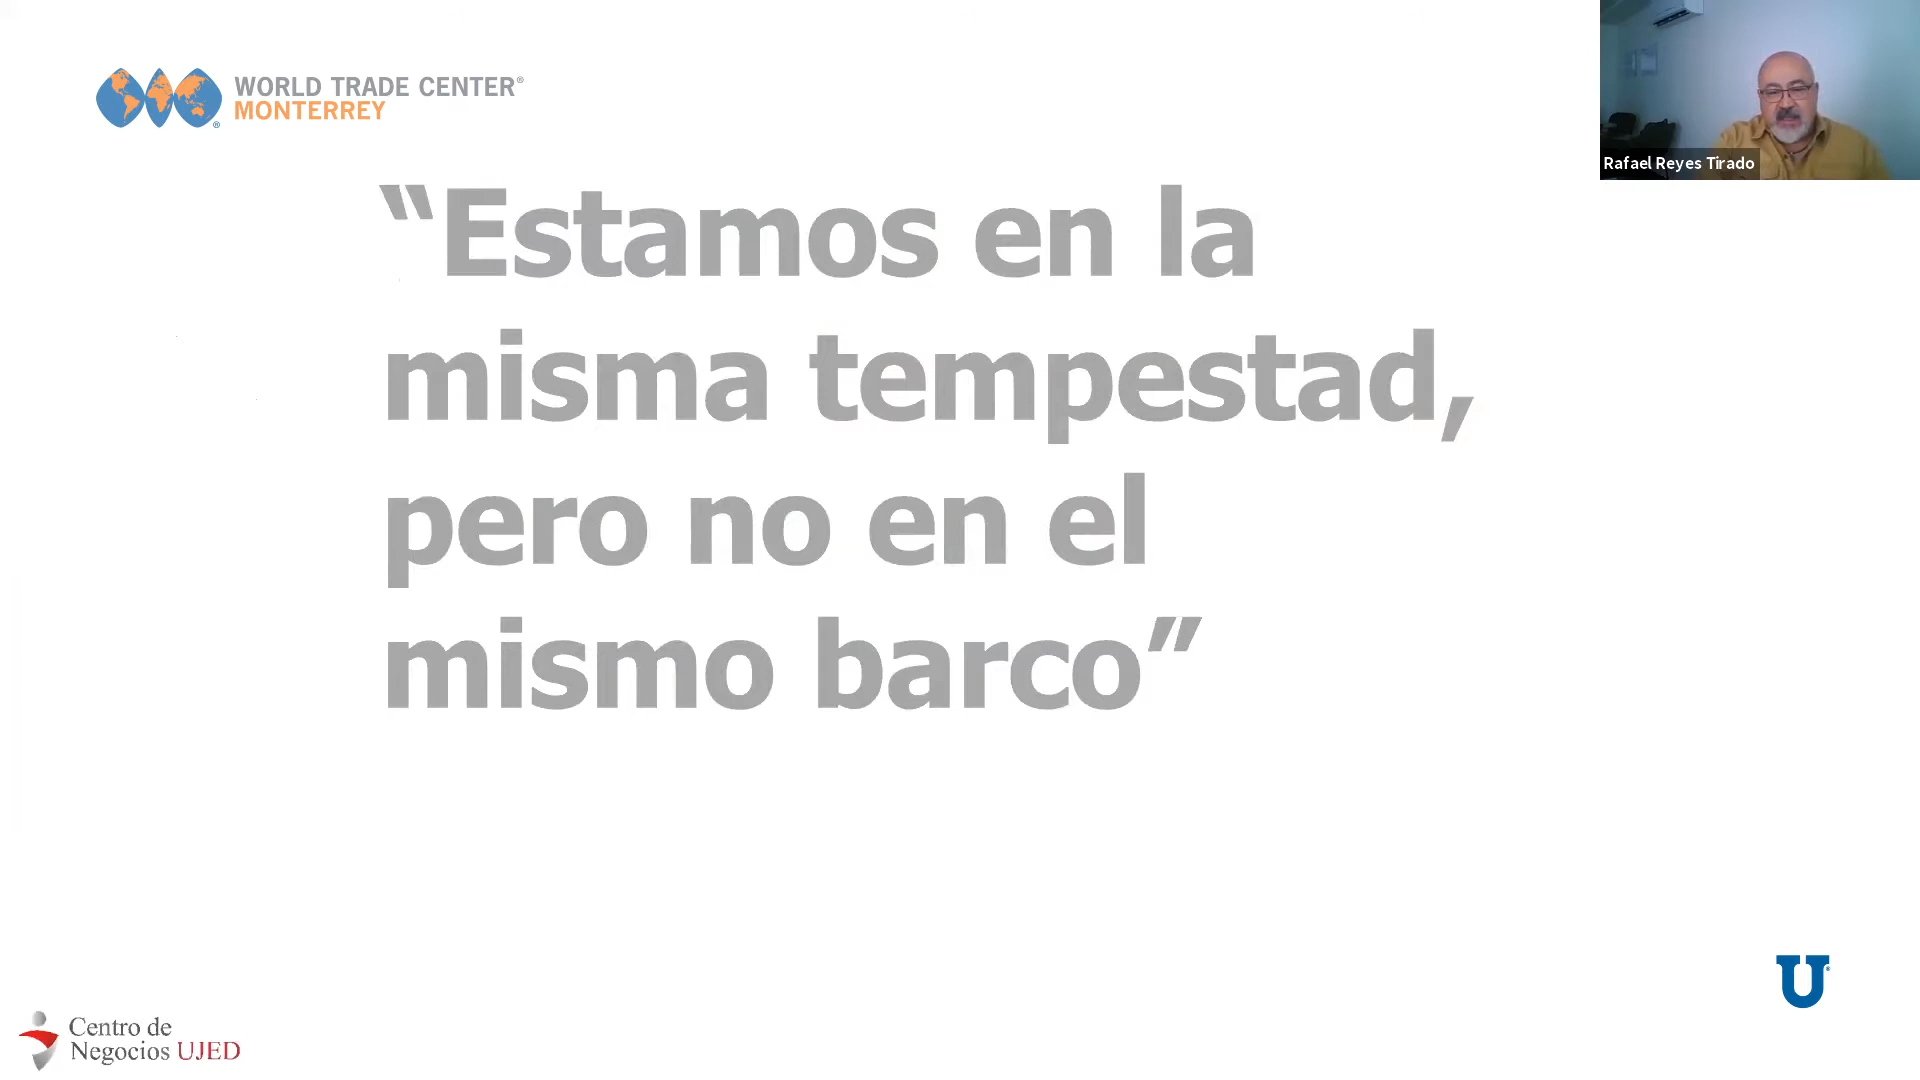 WORLD TRADE CENTER®
MONTERREY
Rafael Reyes Tirado
“Estamos en la
misma tempestad,
pero no en el
mismo barco”
U
Centro de
Negocios UJED